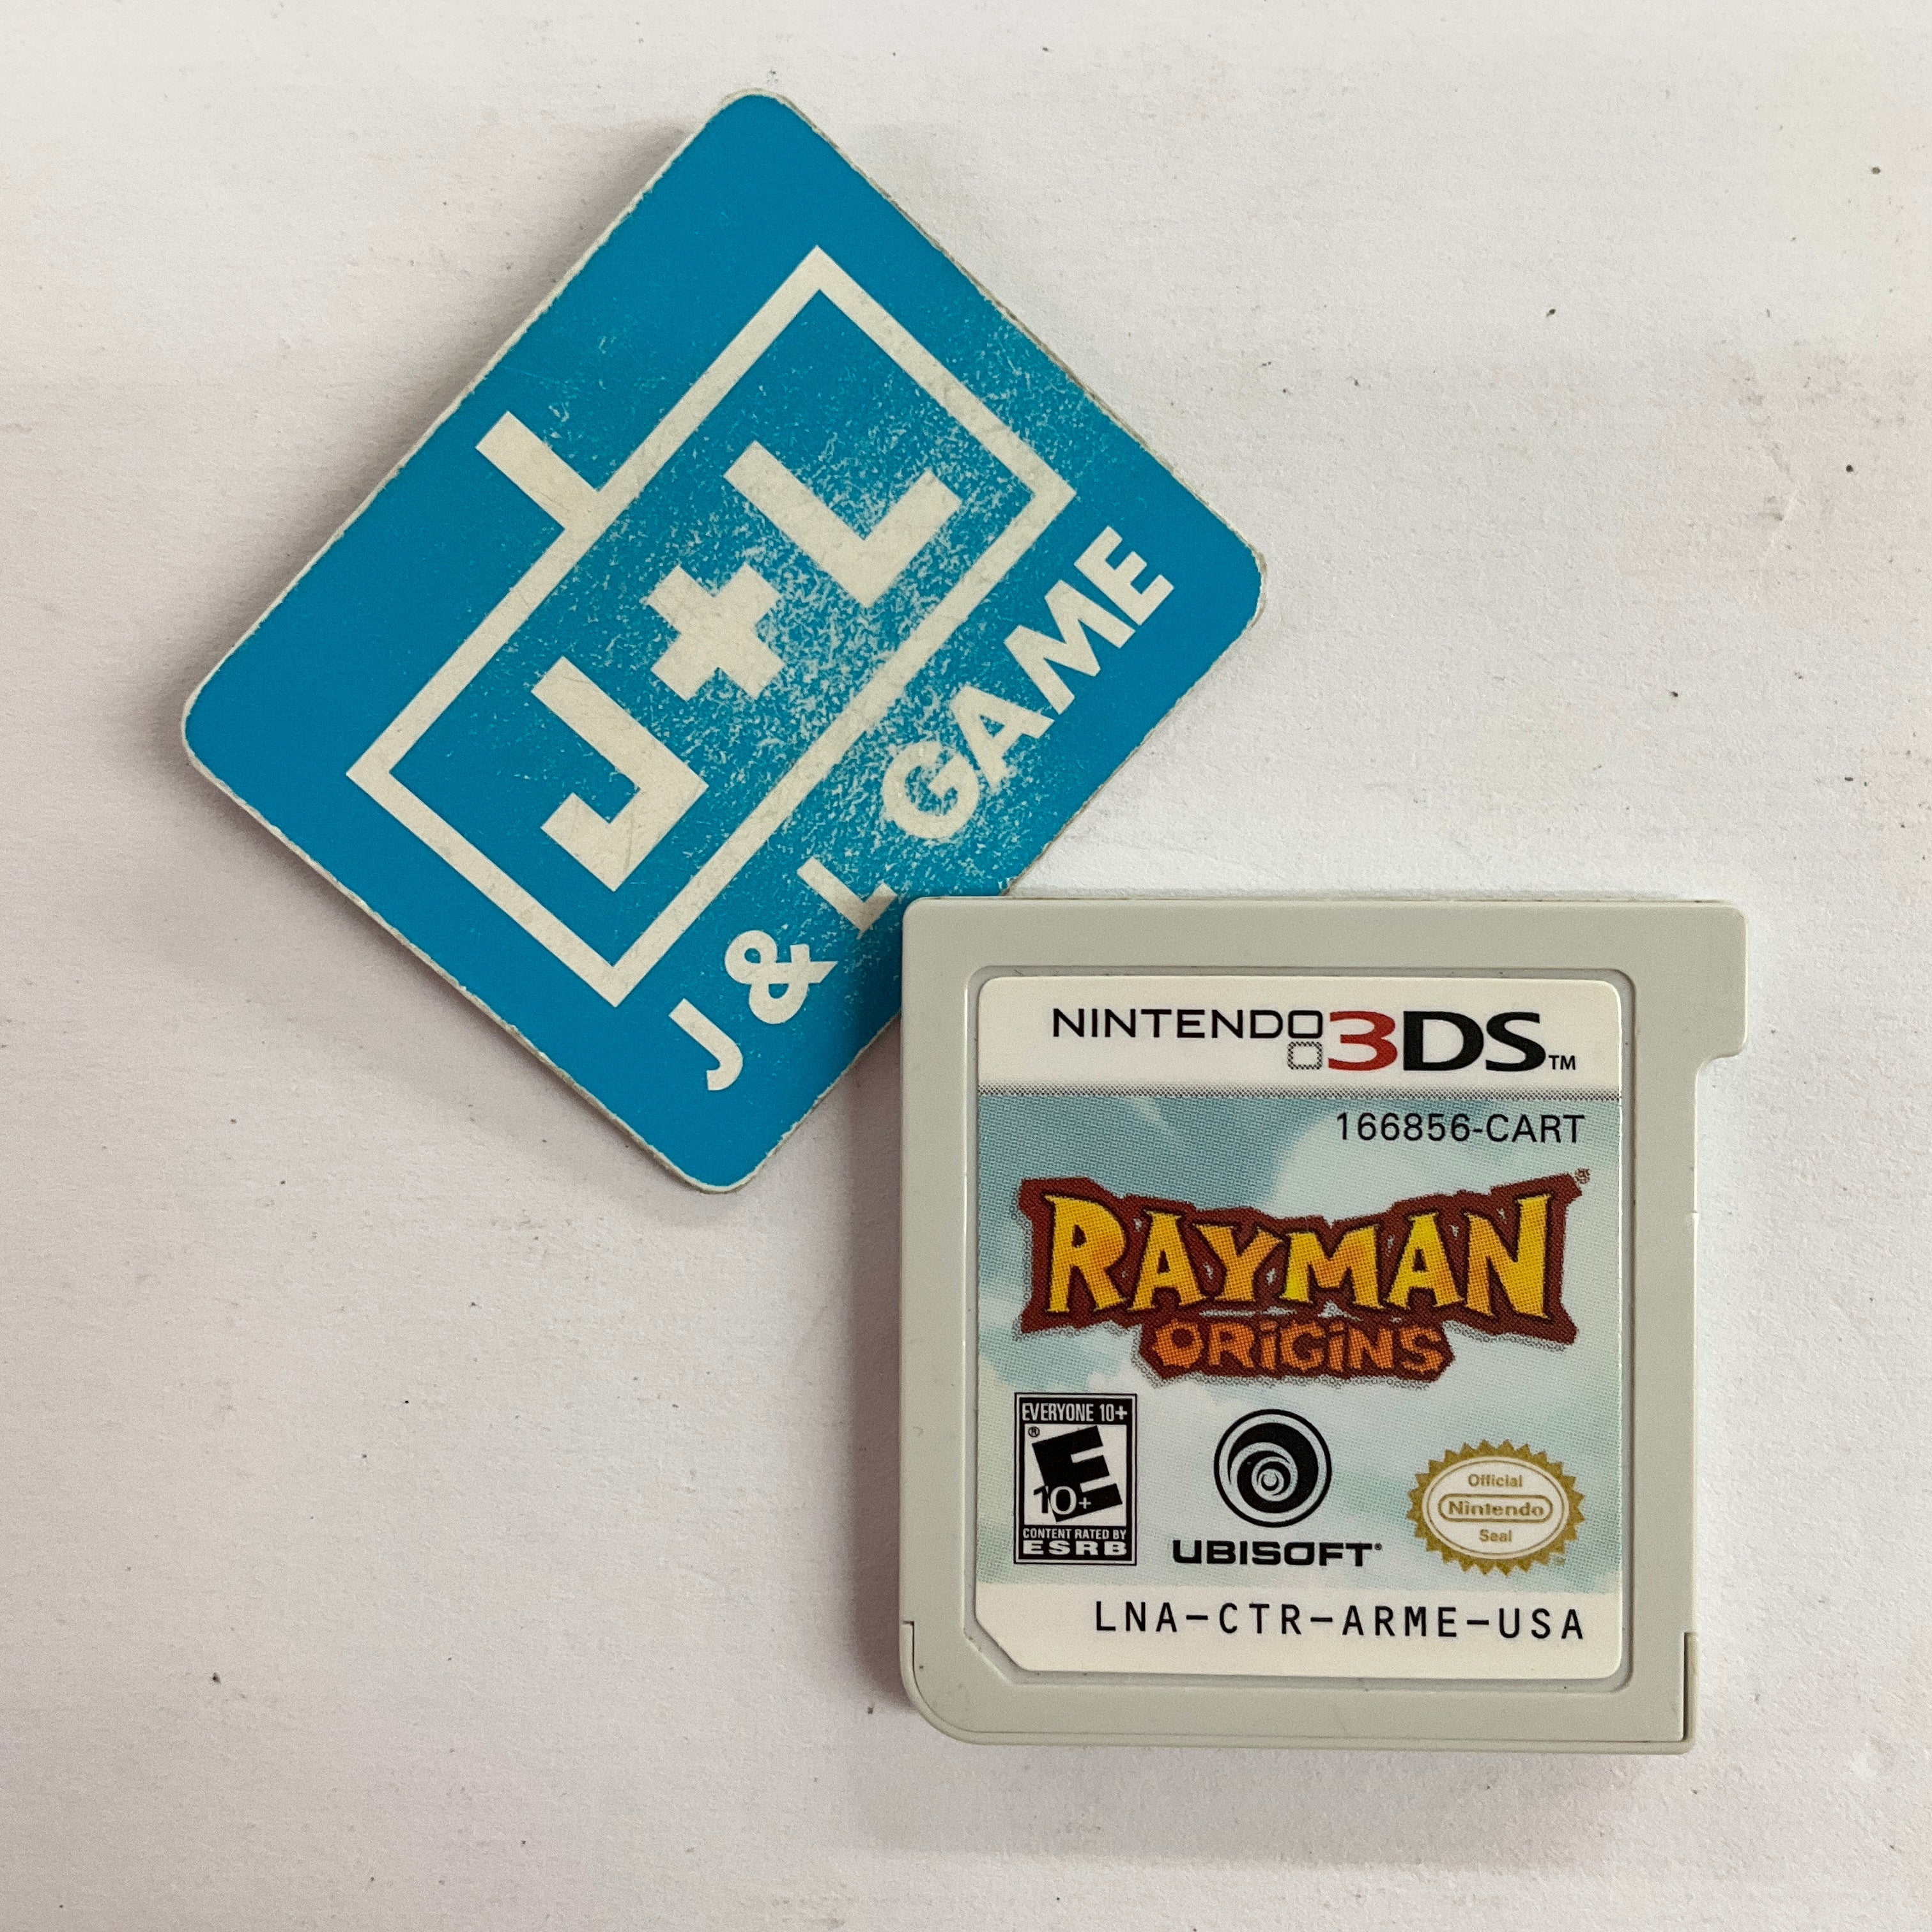 J+L
J & L GAME
NINTENDO 3DS™
166856-CART
RAYMAN®
ORIGINS
EVERYONE 10+
®
E
10+
CONTENT RATED BY
ESRB
UBISOFT®
Official
Nintendo
Seal
LNA-CTR-ARME-USA